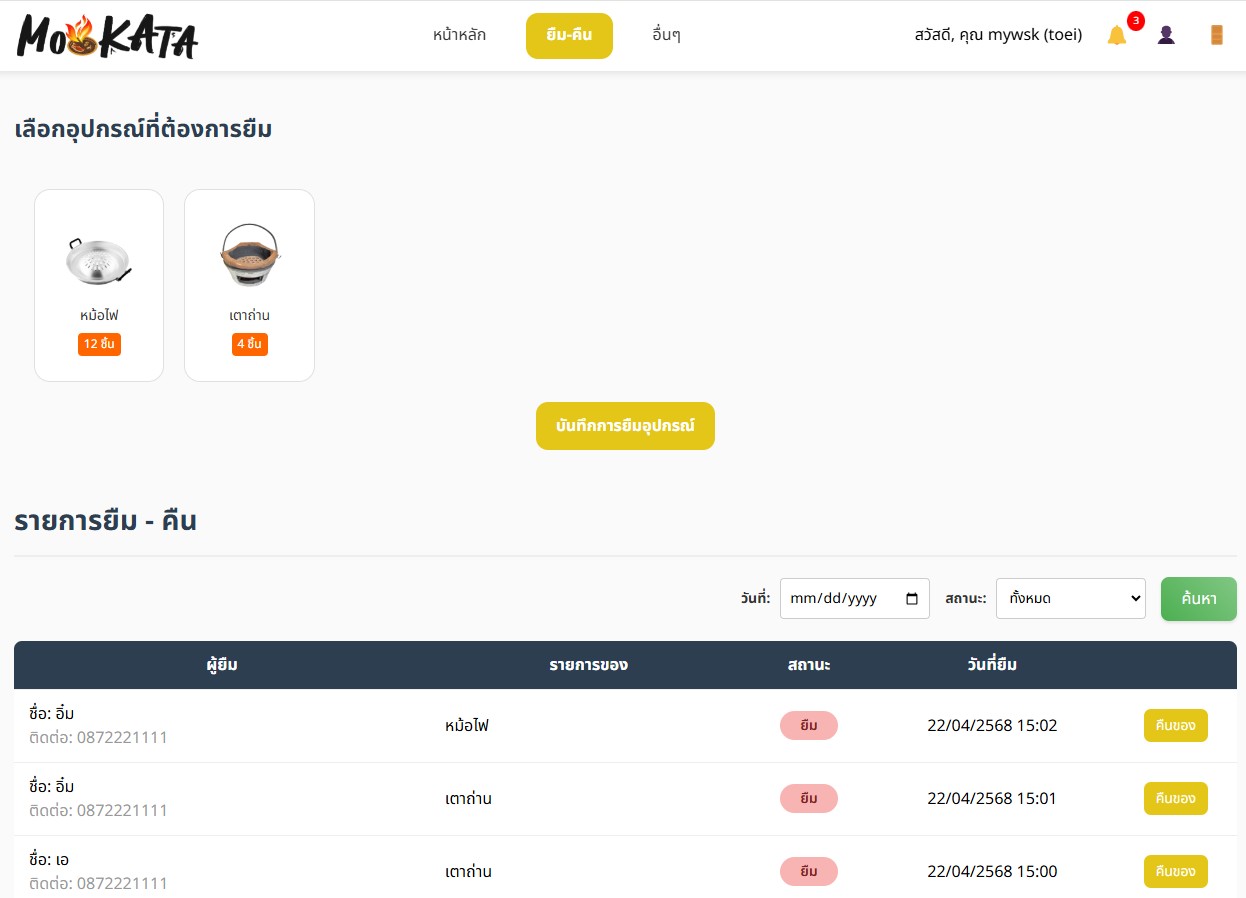 MooKATA
หน้าหลัก
ยืม-คืน
อื่นๆ
สวัสดี, คุณ mywsk (toei)
3
เลือกอุปกรณ์ที่ต้องการยืม
หม้อไฟ
12 ชิ้น
เตาถ่าน
4 ชิ้น
บันทึกการยืมอุปกรณ์
รายการยืม - คืน
วันที่: mm/dd/yyyy สถานะ: ทั้งหมด ค้นหา
ผู้ยืม รายการของ สถานะ วันที่ยืม
ชื่อ: อิ๋ม
ติดต่อ: 0872221111
หม้อไฟ ยืม 22/04/2568 15:02 คืนของ
ชื่อ: อิ๋ม
ติดต่อ: 0872221111
เตาถ่าน ยืม 22/04/2568 15:01 คืนของ
ชื่อ: เอ
ติดต่อ: 0872221111
เตาถ่าน ยืม 22/04/2568 15:00 คืนของ